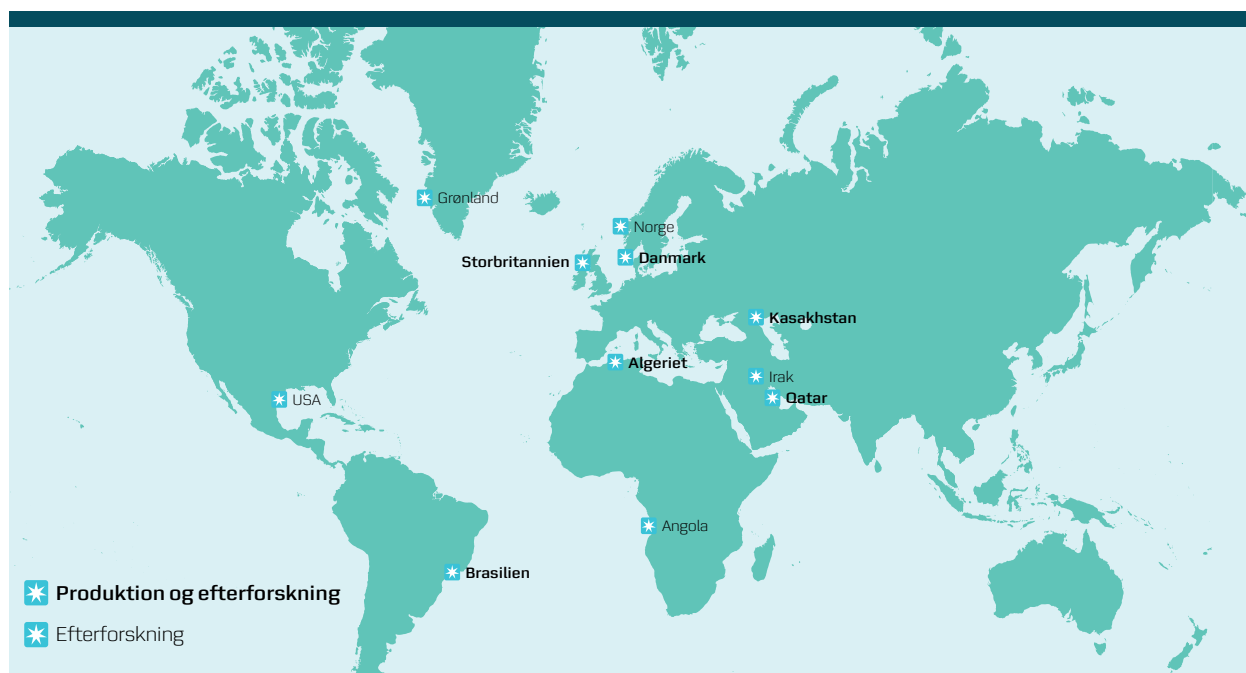 Grønland
Norge
Danmark
Storbritannien
Kasakhstan
Algeriet
Irak
Qatar
USA
Angola
Brasilien
Produktion og efterforskning
Efterforskning